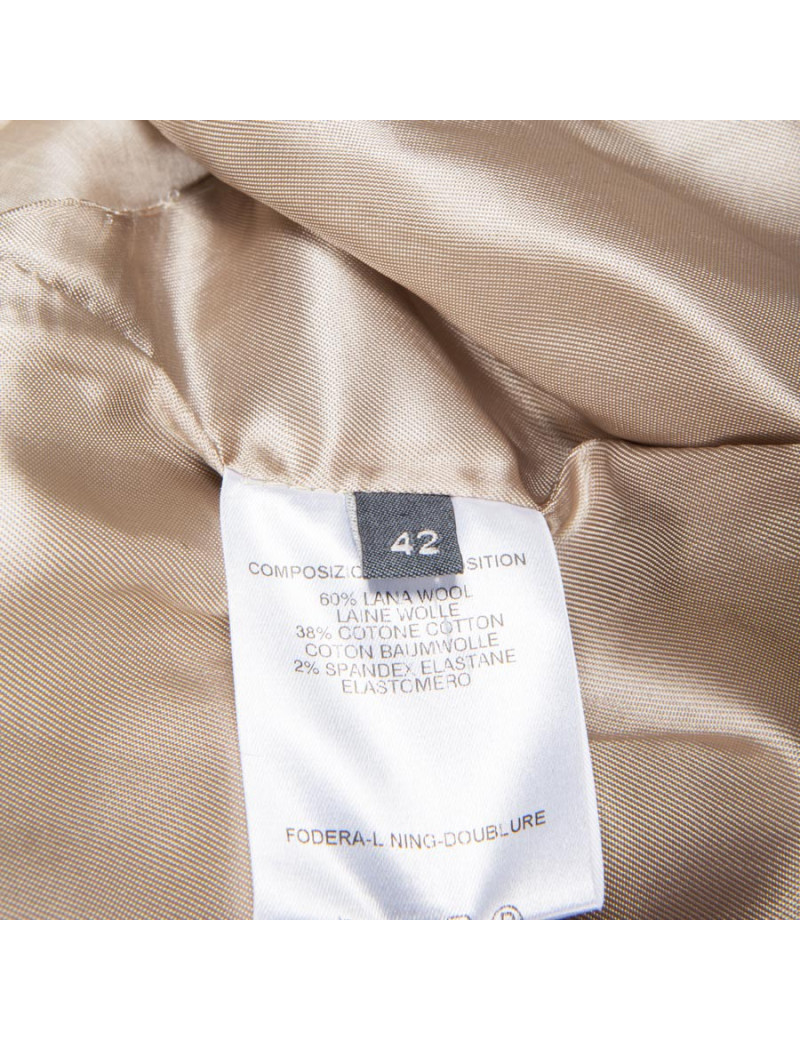 42
COMPOSIZIO SITION
60% LANA WOOL
LAINE WOLLE
38% COTONE COTTON
COTON BAUMWOLLE
2% SPANDEX ELASTANE
ELASTOMERO
FODERA-L NING-DOUBLURE
P